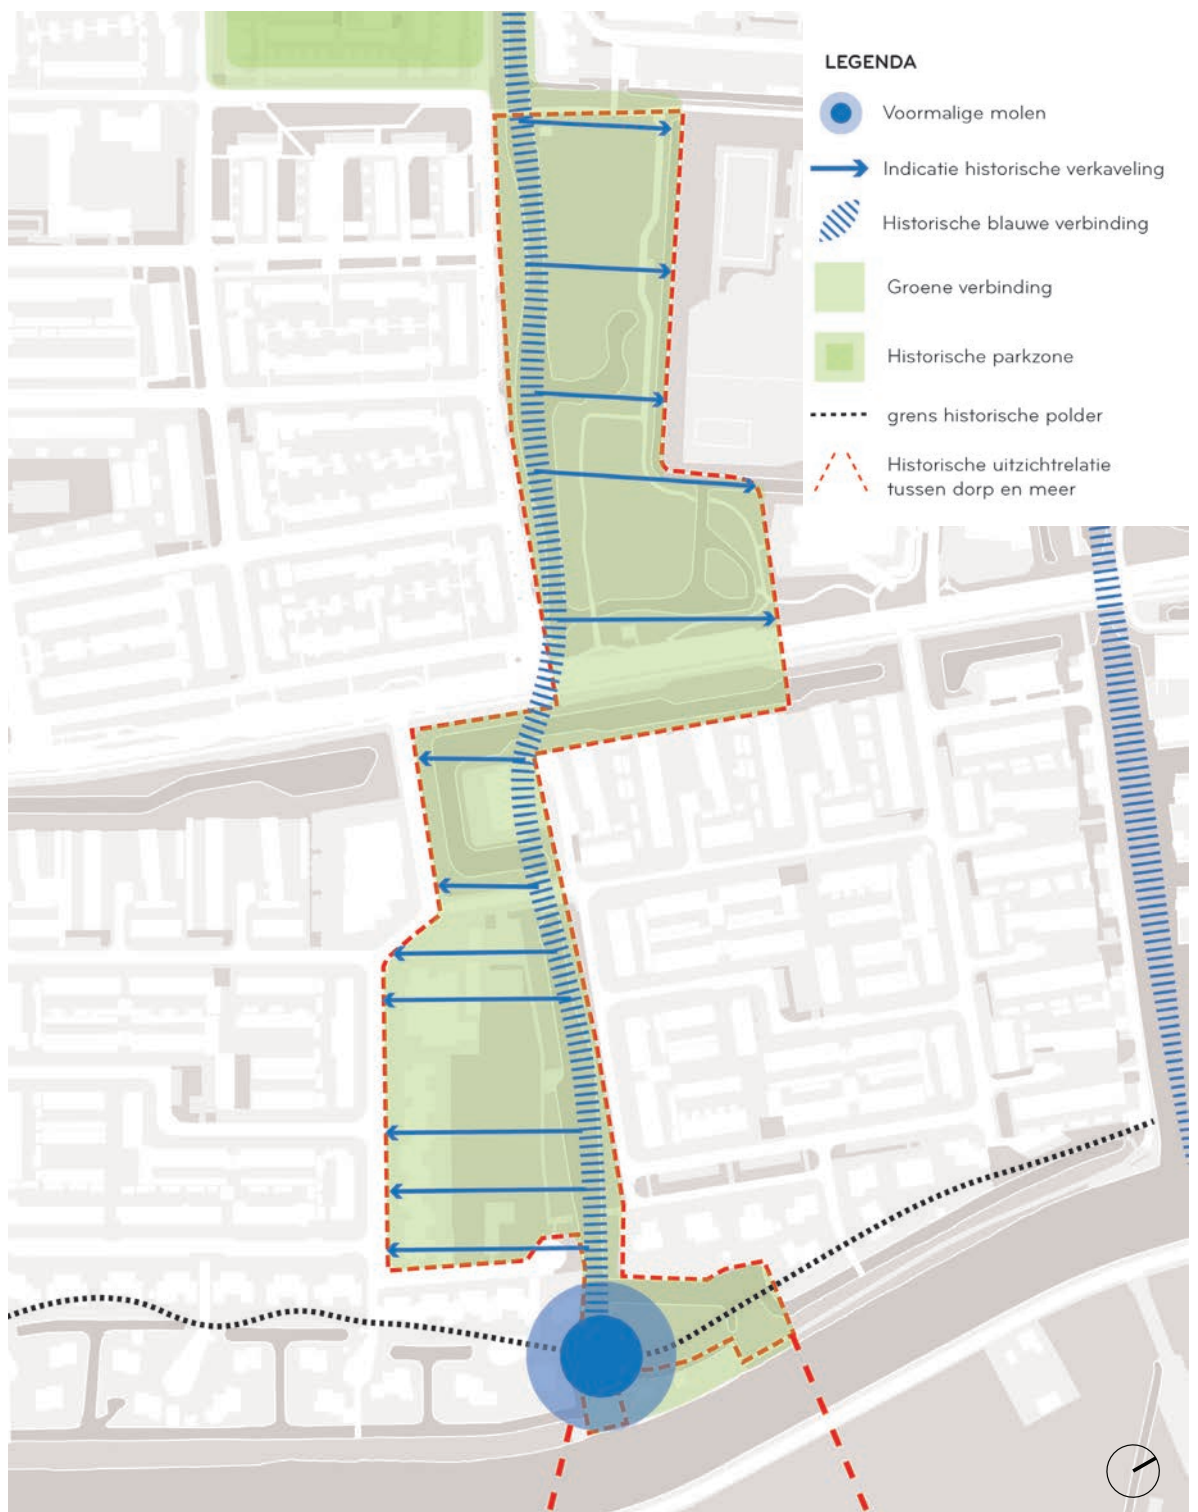 LEGENDA
Voormalige molen
Indicatie historische verkaveling
Historische blauwe verbinding
Groene verbinding
Historische parkzone
grens historische polder
Historische uitzichtrelatie
tussen dorp en meer